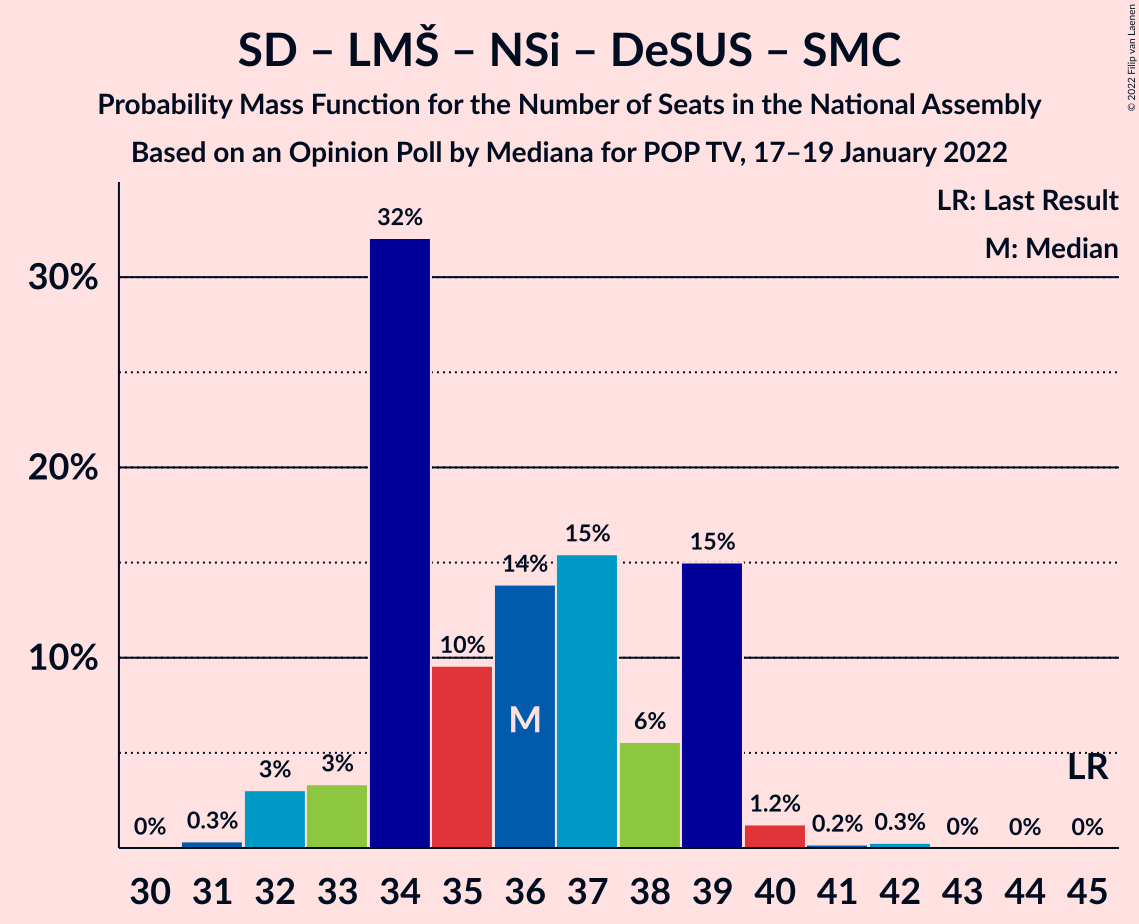 SD – LMŠ – NSi – DeSUS – SMC
Probability Mass Function for the Number of Seats in the National Assembly
Based on an Opinion Poll by Mediana for POP TV, 17–19 January 2022
© 2022 Filip van Laenen
LR: Last Result
M: Median
30%
20%
10%
0%
0.3%
3%
3%
32%
10%
14%
15%
6%
15%
1.2%
0.2%
0.3%
0%
0%
0%
M
LR
30 31 32 33 34 35 36 37 38 39 40 41 42 43 44 45